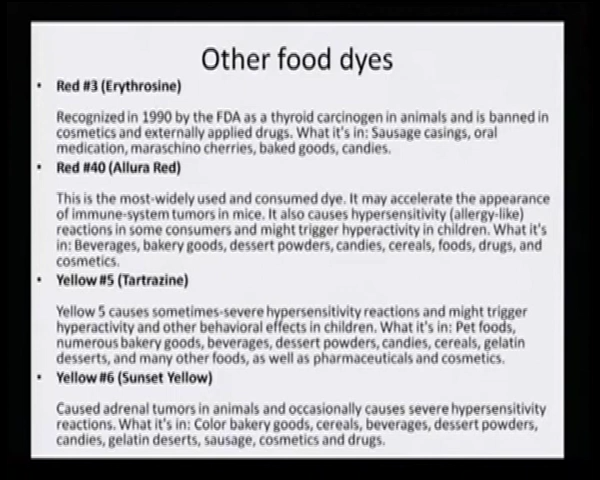 Other food dyes
• Red #3 (Erythrosine)
Recognized in 1990 by the FDA as a thyroid carcinogen in animals and is banned in
cosmetics and externally applied drugs. What it's in: Sausage casings, oral
medication, maraschino cherries, baked goods, candies.
• Red #40 (Allura Red)
This is the most-widely used and consumed dye. It may accelerate the appearance
of immune-system tumors in mice. It also causes hypersensitivity (allergy-like)
reactions in some consumers and might trigger hyperactivity in children. What it's
in: Beverages, bakery goods, dessert powders, candies, cereals, foods, drugs, and
cosmetics.
• Yellow #5 (Tartrazine)
Yellow 5 causes sometimes-severe hypersensitivity reactions and might trigger
hyperactivity and other behavioral effects in children. What it's in: Pet foods,
numerous bakery goods, beverages, dessert powders, candies, cereals, gelatin
desserts, and many other foods, as well as pharmaceuticals and cosmetics.
• Yellow #6 (Sunset Yellow)
Caused adrenal tumors in animals and occasionally causes severe hypersensitivity
reactions. What it's in: Color bakery goods, cereals, beverages, dessert powders,
candies, gelatin deserts, sausage, cosmetics and drugs.